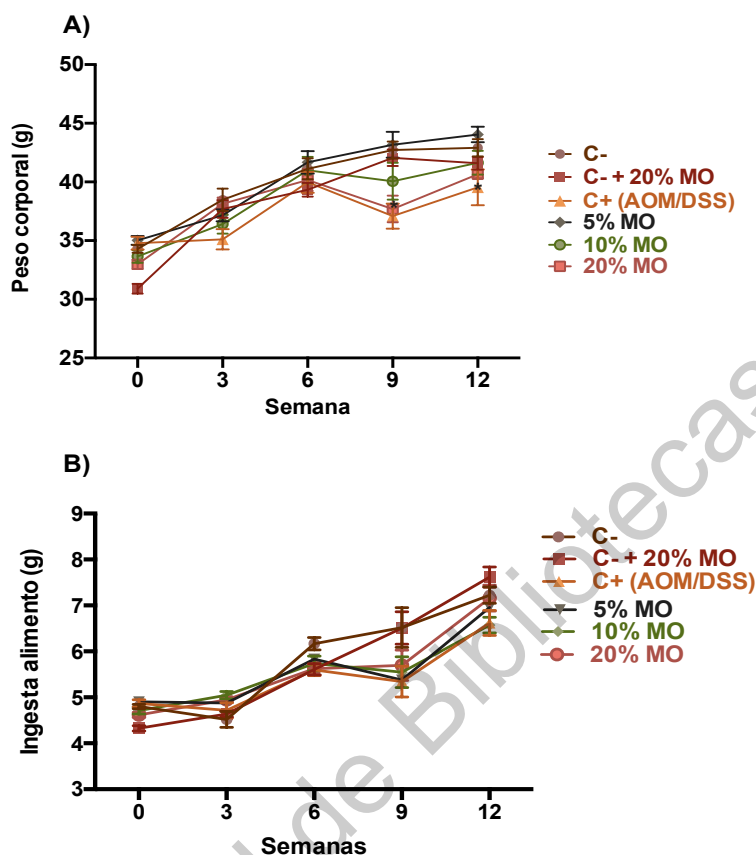 A)
50
45
40
35
30
25
Peso corporal (g)
0 3 6 9 12
Semana
C-
C- + 20% MO
C+ (AOM/DSS)
5% MO
10% MO
20% MO
* *
B)
9
8
7
6
5
4
3
Ingesta alimento (g)
0 3 6 9 12
Semanas
C-
C- + 20% MO
C+ (AOM/DSS)
5% MO
10% MO
20% MO
de Bibliotecas